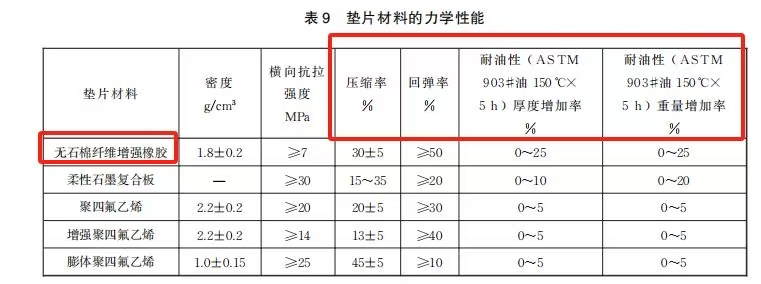 表 9 垫片材料的力学性能
垫片材料 密度 g/cm³ 横向抗拉强度 MPa 压缩率 % 回弹率 % 耐油性（ASTM 903#油 150℃×5 h）厚度增加率 % 耐油性（ASTM 903#油 150℃×5 h）重量增加率 %
无石棉纤维增强橡胶 1.8±0.2 ≥7 30±5 ≥50 0～25 0～25
柔性石墨复合板 — ≥30 15～35 ≥20 0～10 0～20
聚四氟乙烯 2.2±0.2 ≥20 20±5 ≥30 0～5 0～5
增强聚四氟乙烯 2.2±0.2 ≥14 13±5 ≥40 0～5 0～5
膨体聚四氟乙烯 1.0±0.15 ≥25 45±5 ≥10 0～5 0～5